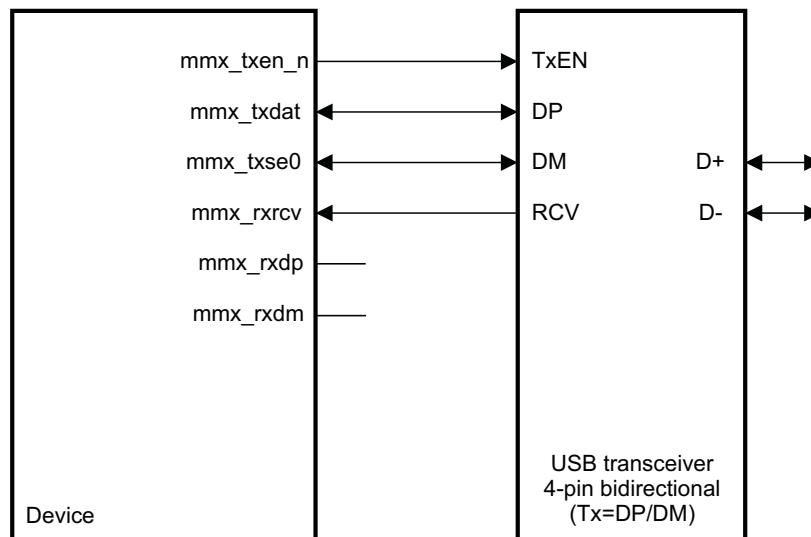 mmx_txen_n
TxEN
mmx_txdat
DP
mmx_txse0
DM
D+
mmx_rxrcv
RCV
D-
mmx_rxdp
mmx_rxdm
USB transceiver
4-pin bidirectional
(Tx=DP/DM)
Device